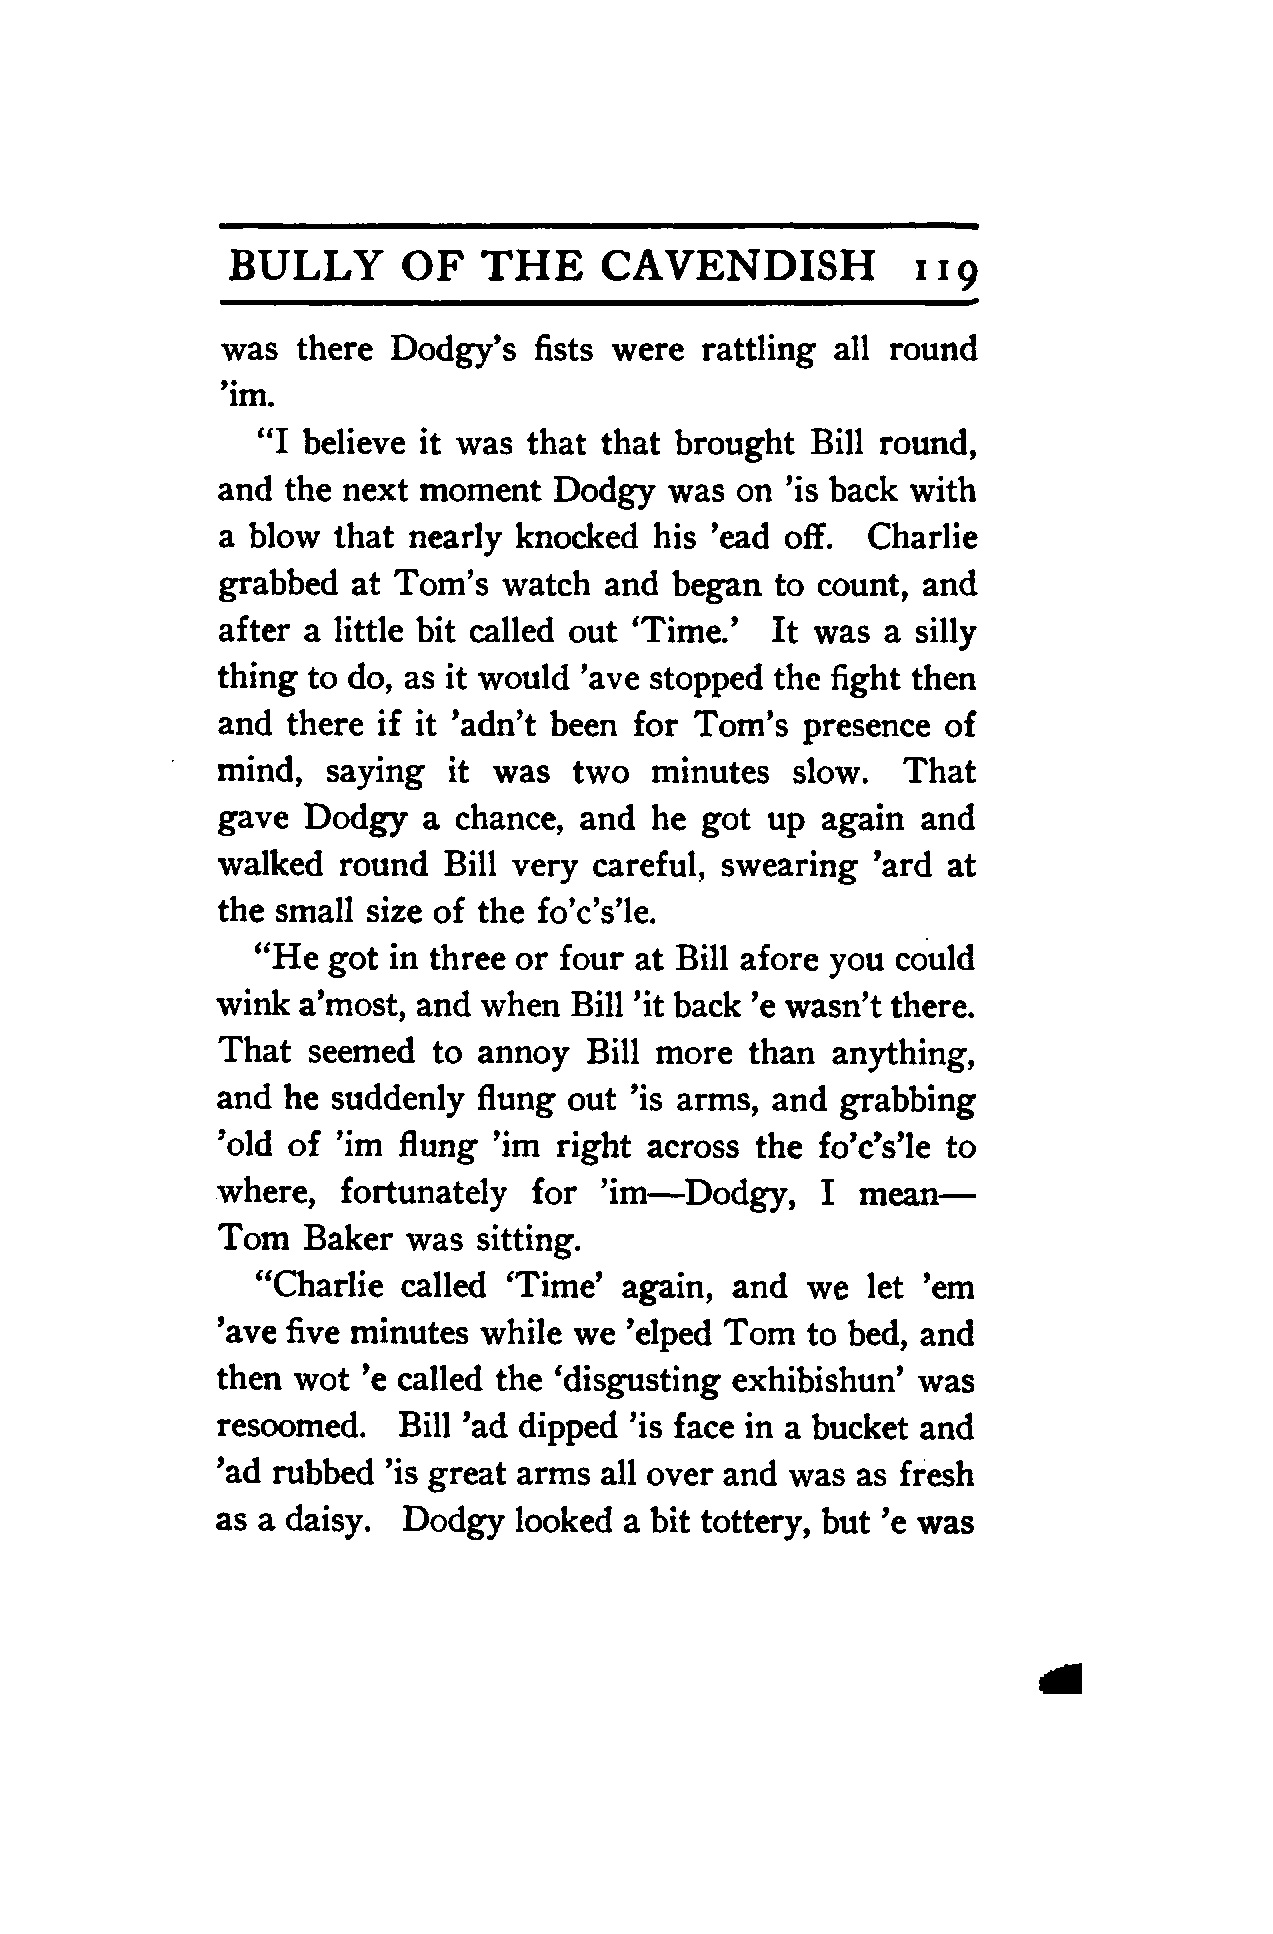 BULLY OF THE CAVENDISH 119
was there Dodgy's fists were rattling all round
'im.
"I believe it was that that brought Bill round,
and the next moment Dodgy was on 'is back with
a blow that nearly knocked his 'ead off. Charlie
grabbed at Tom's watch and began to count, and
after a little bit called out 'Time.' It was a silly
thing to do, as it would 'ave stopped the fight then
and there if it 'adn't been for Tom's presence of
mind, saying it was two minutes slow. That
gave Dodgy a chance, and he got up again and
walked round Bill very careful, swearing 'ard at
the small size of the fo'c's'le.
"He got in three or four at Bill afore you could
wink a'most, and when Bill 'it back 'e wasn't there.
That seemed to annoy Bill more than anything,
and he suddenly flung out 'is arms, and grabbing
'old of 'im flung 'im right across the fo'c's'le to
where, fortunately for 'im—Dodgy, I mean—
Tom Baker was sitting.
"Charlie called 'Time' again, and we let 'em
'ave five minutes while we 'elped Tom to bed, and
then wot 'e called the 'disgusting exhibishun' was
resoomed. Bill 'ad dipped 'is face in a bucket and
'ad rubbed 'is great arms all over and was as fresh
as a daisy. Dodgy looked a bit tottery, but 'e was